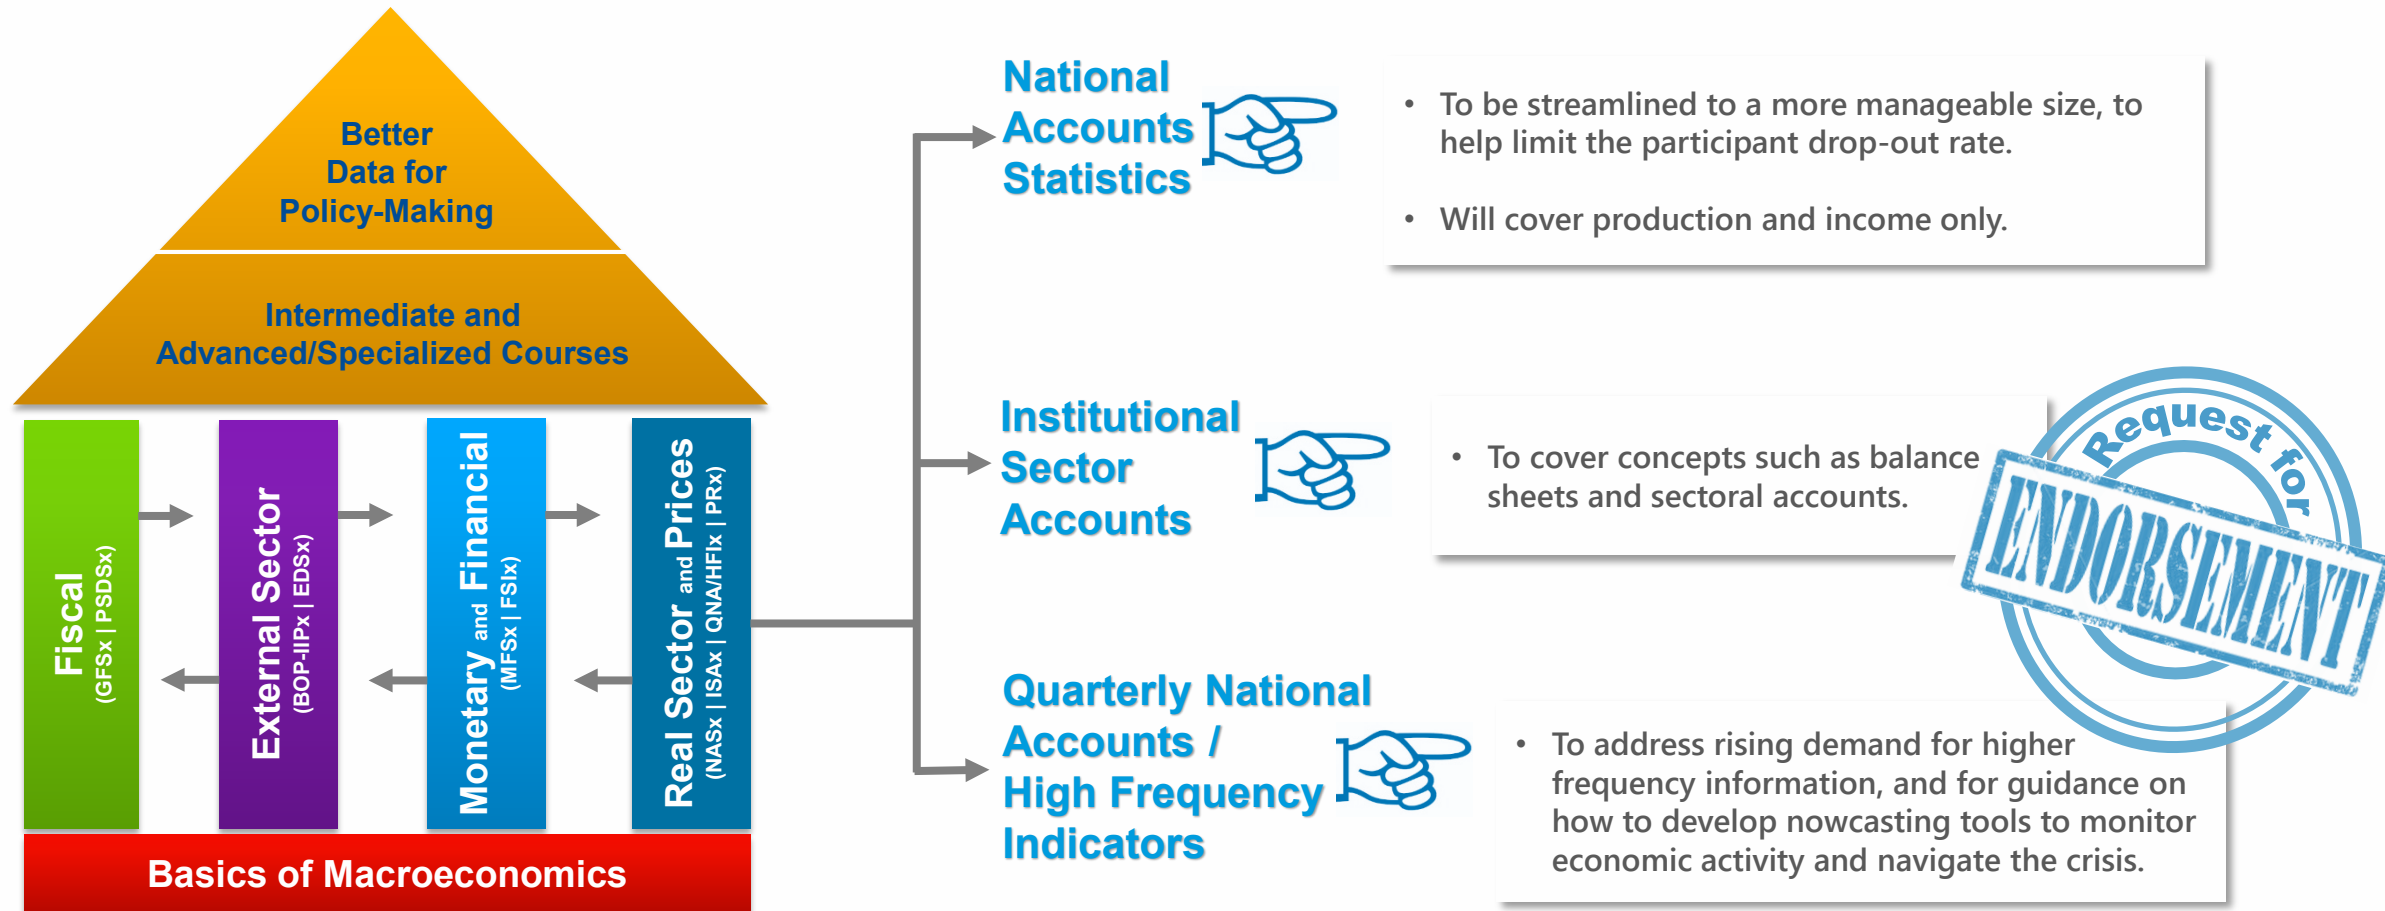 Better
Data for
Policy-Making
Intermediate and
Advanced/Specialized Courses
Fiscal
(GFSx | PSDSx)
External Sector
(BOP-IIPx | EDSx)
Monetary and Financial
(MFSx | FSIx)
Real Sector and Prices
(NASx | ISAx | QNA/HFIx | PRx)
Basics of Macroeconomics
National
Accounts
Statistics
• To be streamlined to a more manageable size, to
help limit the participant drop-out rate.
• Will cover production and income only.
Institutional
Sector
Accounts
• To cover concepts such as balance
sheets and sectoral accounts.
Request for
ENDORSEMENT
Quarterly National
Accounts /
High Frequency
Indicators
• To address rising demand for higher
frequency information, and for guidance on
how to develop nowcasting tools to monitor
economic activity and navigate the crisis.